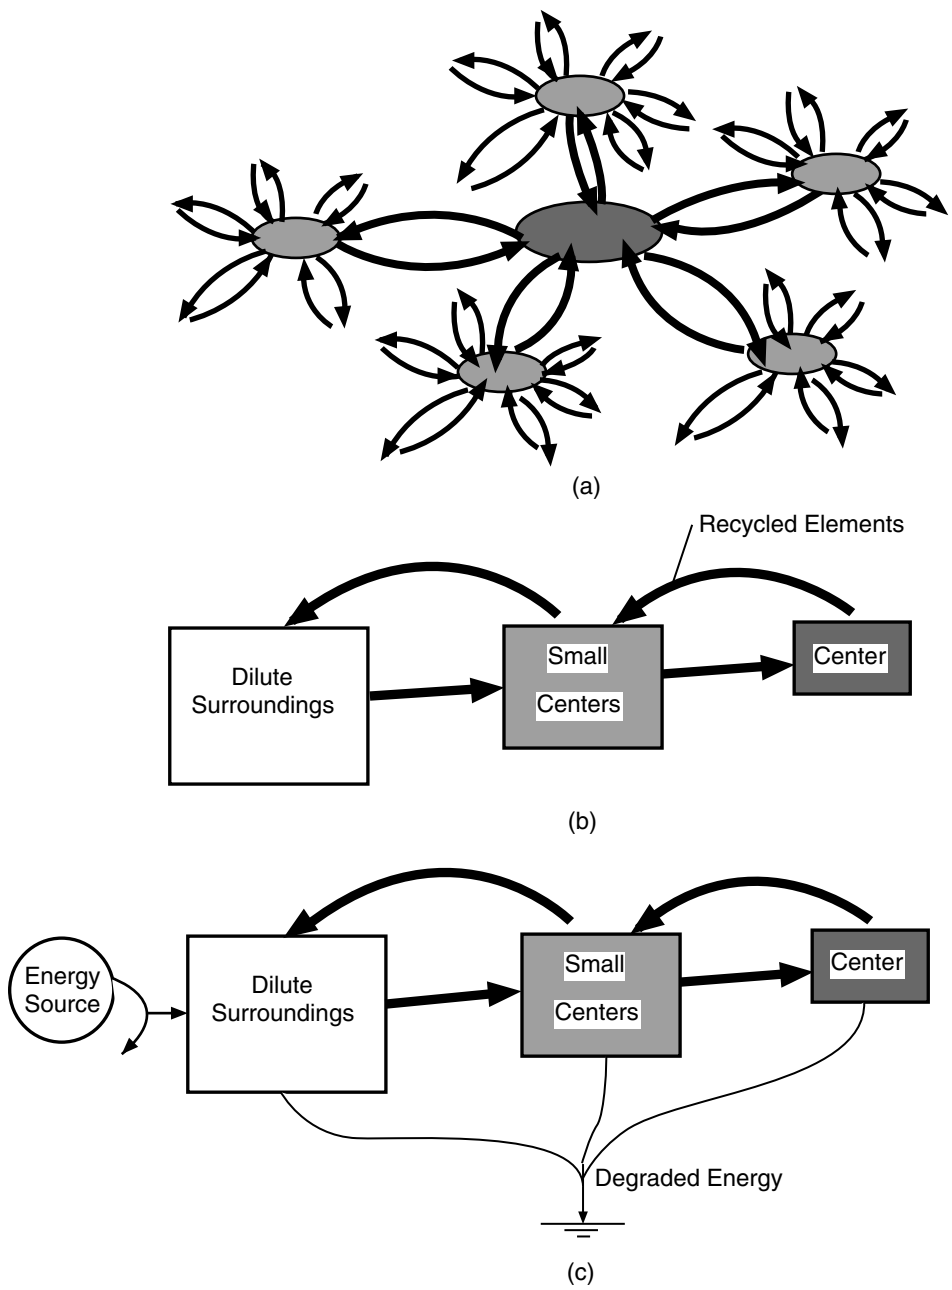 (a)
Recycled Elements
Dilute
Surroundings
Small
Centers
Center
(b)
Energy
Source
Dilute
Surroundings
Small
Centers
Center
Degraded Energy
(c)